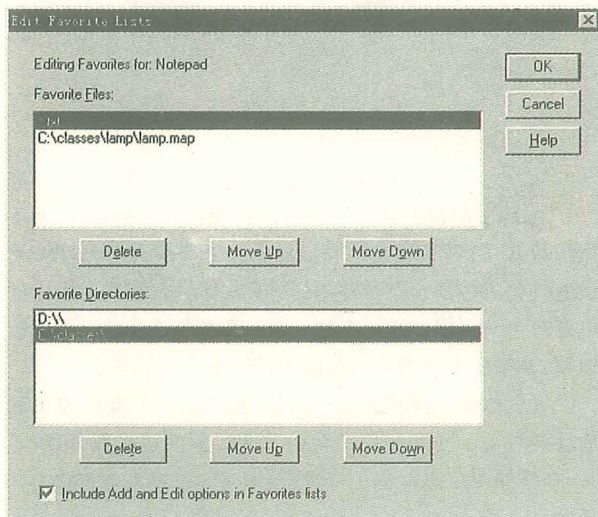 Edit Favorite Lists
Editing Favorites for: Notepad
OK
Favorite Files:
Cancel
C:\classes\lamp\lamp.map
Help
Delete
Move Up
Move Down
Favorite Directories:
D:\\
C:\classes\
Delete
Move Up
Move Down
Include Add and Edit options in Favorites lists